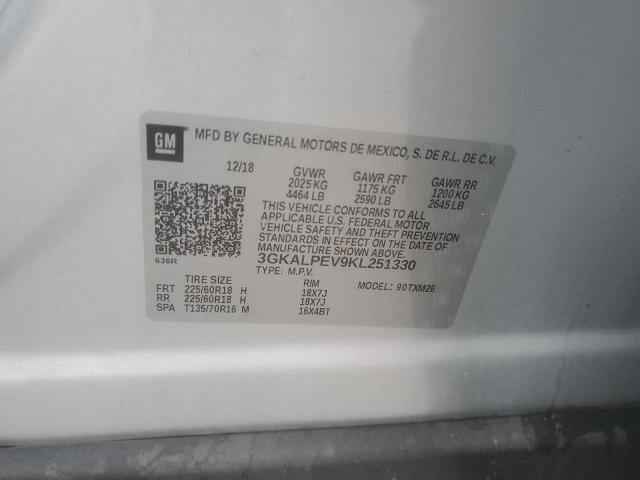 GM
MFD BY GENERAL MOTORS DE MEXICO, S. DE R.L. DE C.V.
12/18 GVWR GAWR FRT GAWR RR
2025 KG 1175 KG 1200 KG
4464 LB 2590 LB 2645 LB
THIS VEHICLE CONFORMS TO ALL
APPLICABLE U.S. FEDERAL MOTOR
VEHICLE SAFETY AND THEFT PREVENTION
STANDARDS IN EFFECT ON THE DATE OF
MANUFACTURE SHOWN ABOVE.
636R 3GKALPEV9KL251330
TYPE: M.P.V.
TIRE SIZE RIM MODEL: 90TXM26
FRT 225/60R18 H 18X7J
RR 225/60R18 H 18X7J
SPA T135/70R16 M 16X4BT